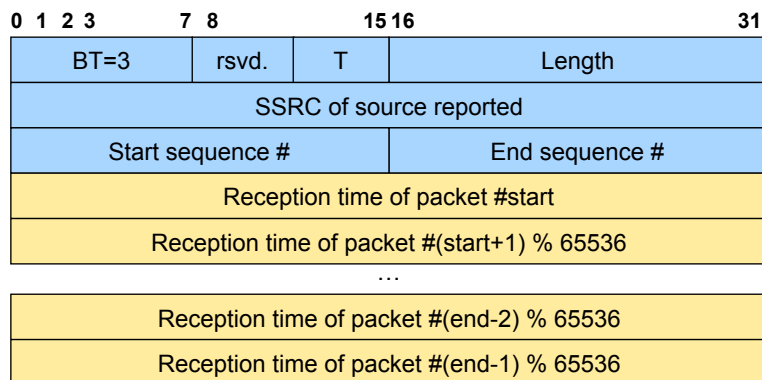 0 1 2 3 7 8 15 16 31
BT=3 rsvd. T Length
SSRC of source reported
Start sequence # End sequence #
Reception time of packet #start
Reception time of packet #(start+1) % 65536
...
Reception time of packet #(end-2) % 65536
Reception time of packet #(end-1) % 65536